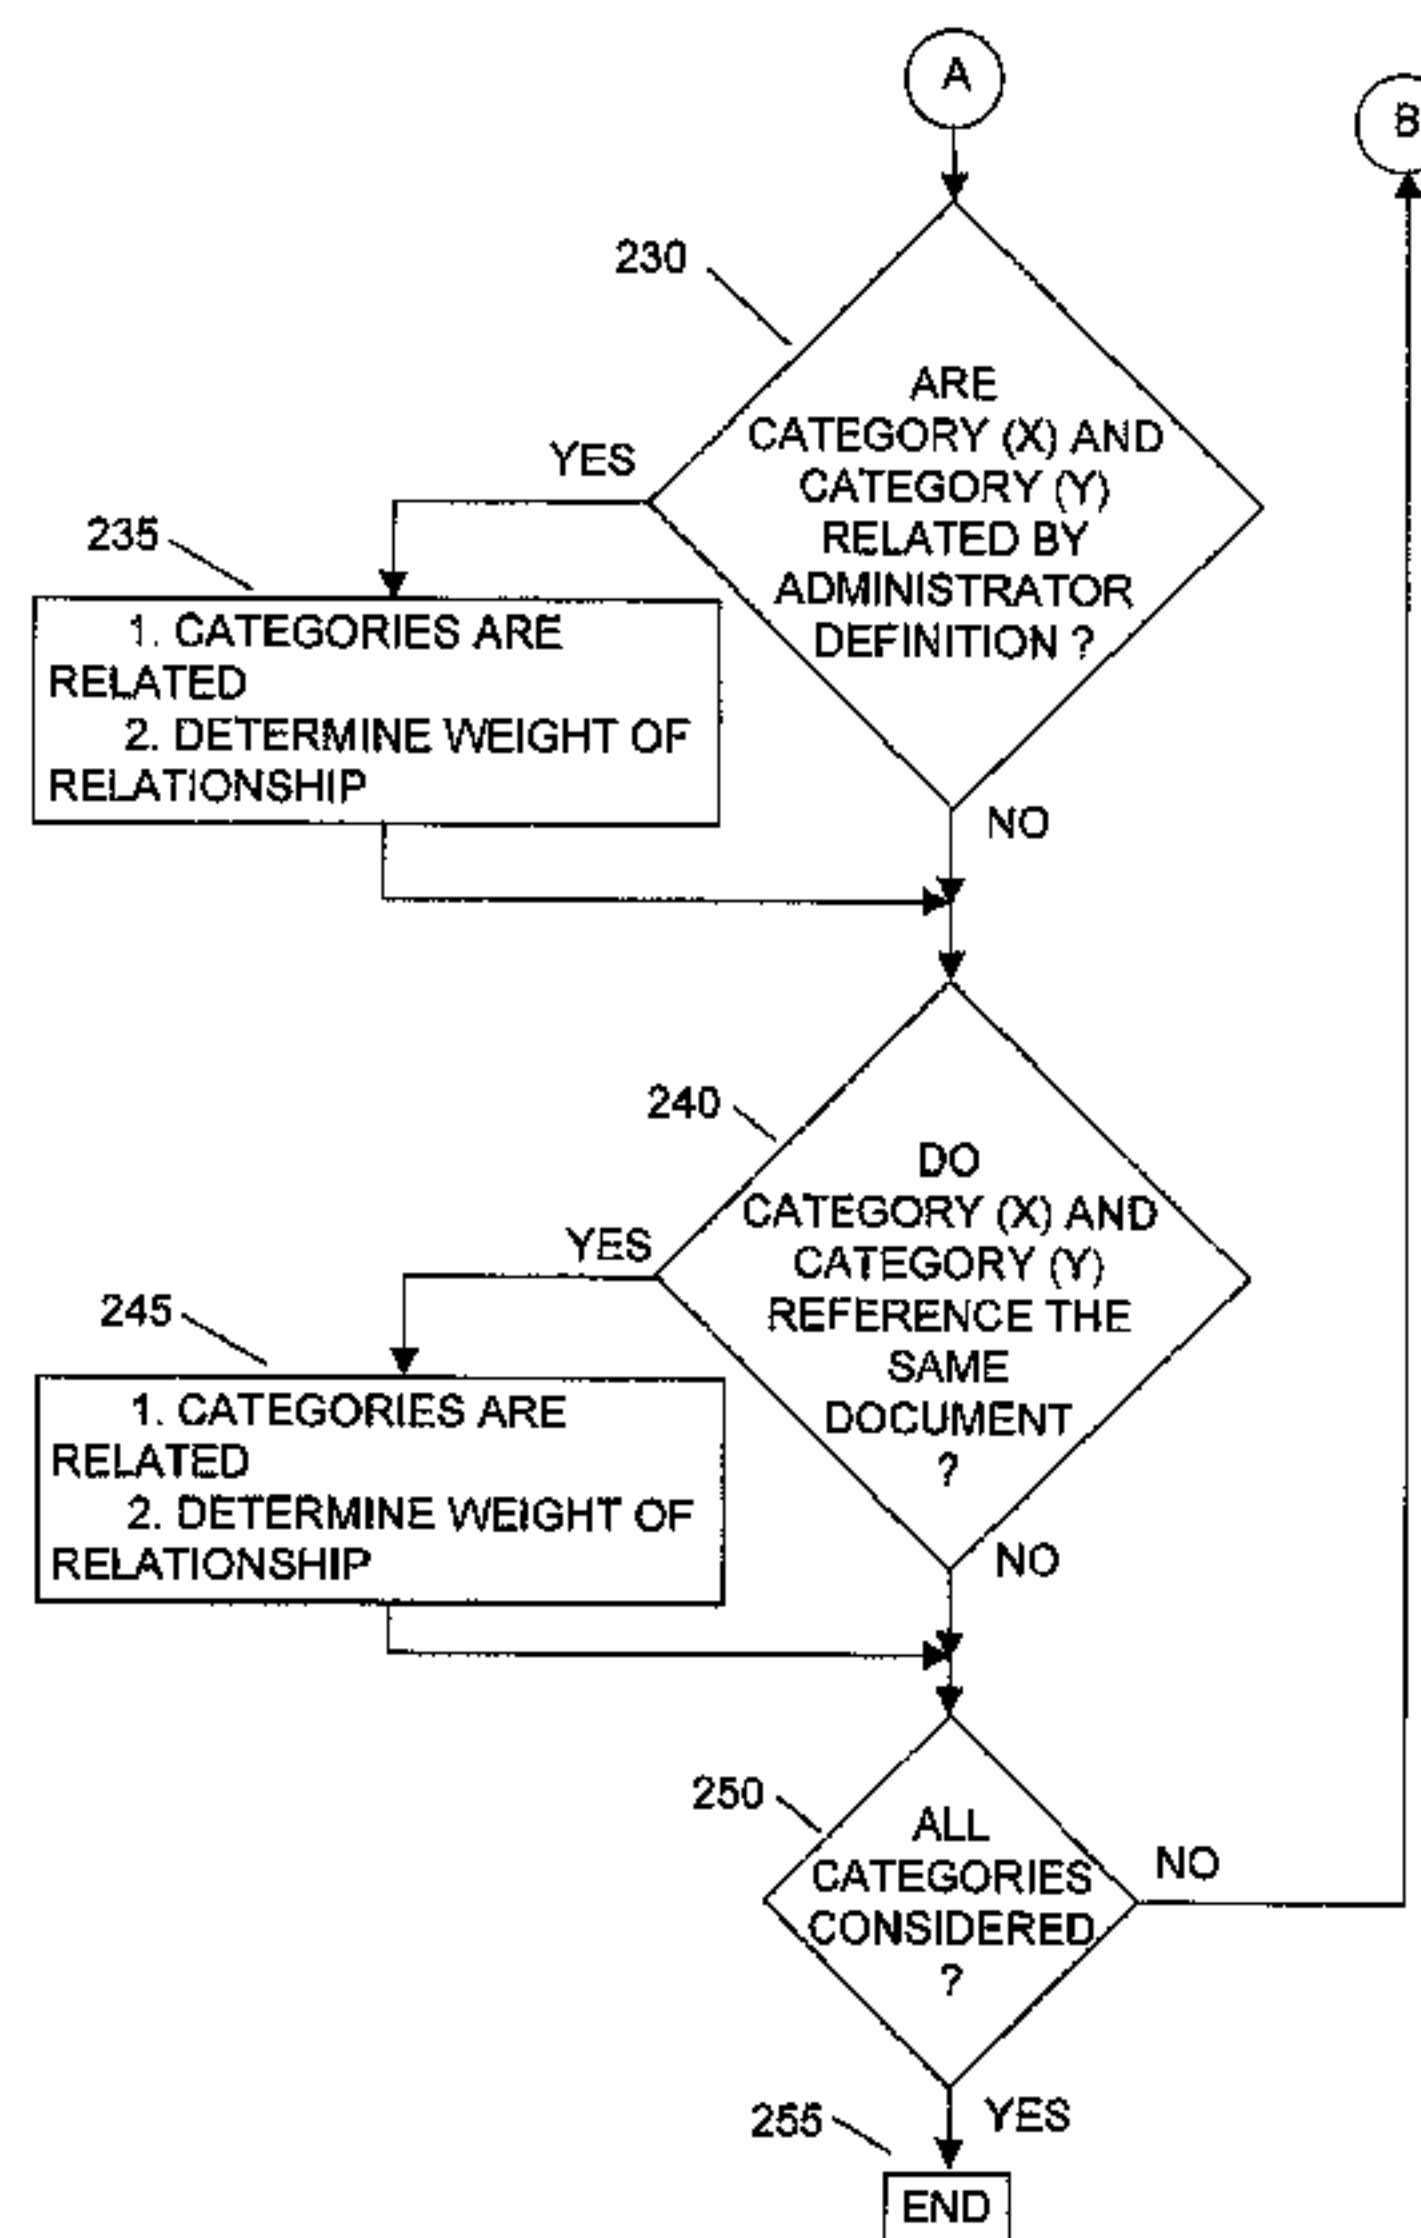 A
B
230
ARE
CATEGORY (X) AND
CATEGORY (Y)
RELATED BY
ADMINISTRATOR
DEFINITION ?
YES
235
1. CATEGORIES ARE
RELATED
2. DETERMINE WEIGHT OF
RELATIONSHIP
NO
240
DO
CATEGORY (X) AND
CATEGORY (Y)
REFERENCE THE
SAME
DOCUMENT
?
YES
245
1. CATEGORIES ARE
RELATED
2. DETERMINE WEIGHT OF
RELATIONSHIP
NO
250
ALL
CATEGORIES
CONSIDERED
?
NO
YES
255
END